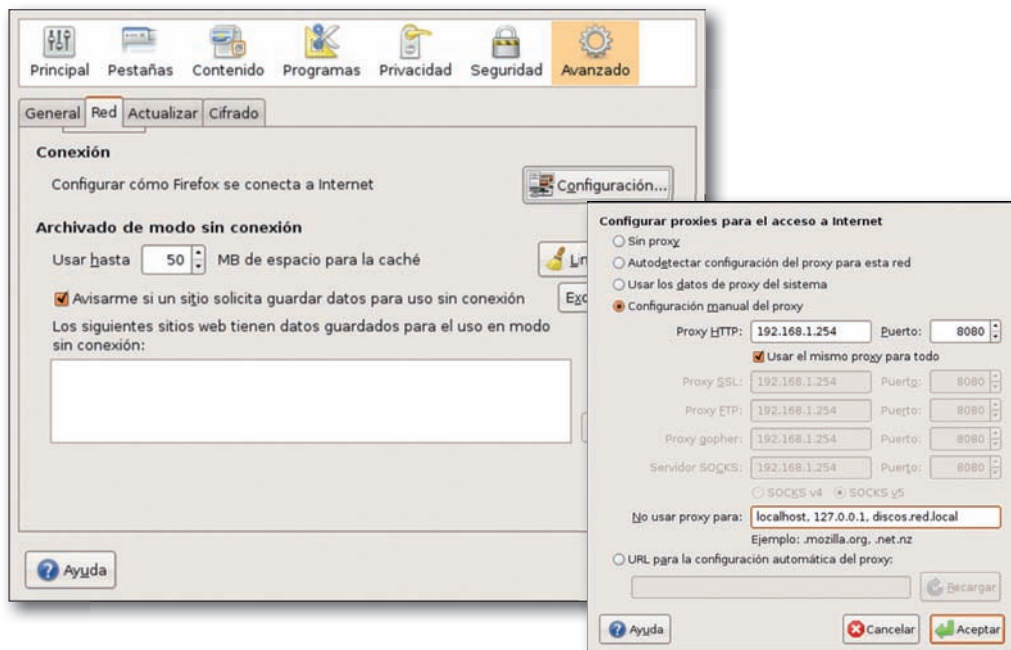 Principal Pestañas Contenido Programas Privacidad Seguridad Avanzado
General Red Actualizar Cifrado
Conexión
Configurar cómo Firefox se conecta a Internet
Configuración...
Archivado de modo sin conexión
Usar hasta 50 MB de espacio para la caché
Avisarme si un sitio solicita guardar datos para uso sin conexión
Los siguientes sitios web tienen datos guardados para el uso en modo
sin conexión:
Ayuda
Configurar proxies para el acceso a Internet
Sin proxy
Autodetectar configuración del proxy para esta red
Usar los datos de proxy del sistema
Configuración manual del proxy
Proxy HTTP: 192.168.1.254 Puerto: 8080
Usar el mismo proxy para todo
Proxy SSL: 192.168.1.254 Puerto: 8080
Proxy FTP: 192.168.1.254 Puerto: 8080
Proxy gopher: 192.168.1.254 Puerto: 8080
Servidor SOCKS: 192.168.1.254 Puerto: 8080
SOCKS v4 SOCKS v5
No usar proxy para: localhost, 127.0.0.1, discos.red.local
Ejemplo: .mozilla.org, .net.nz
URL para la configuración automática del proxy:
Recargar
Ayuda Cancelar Aceptar